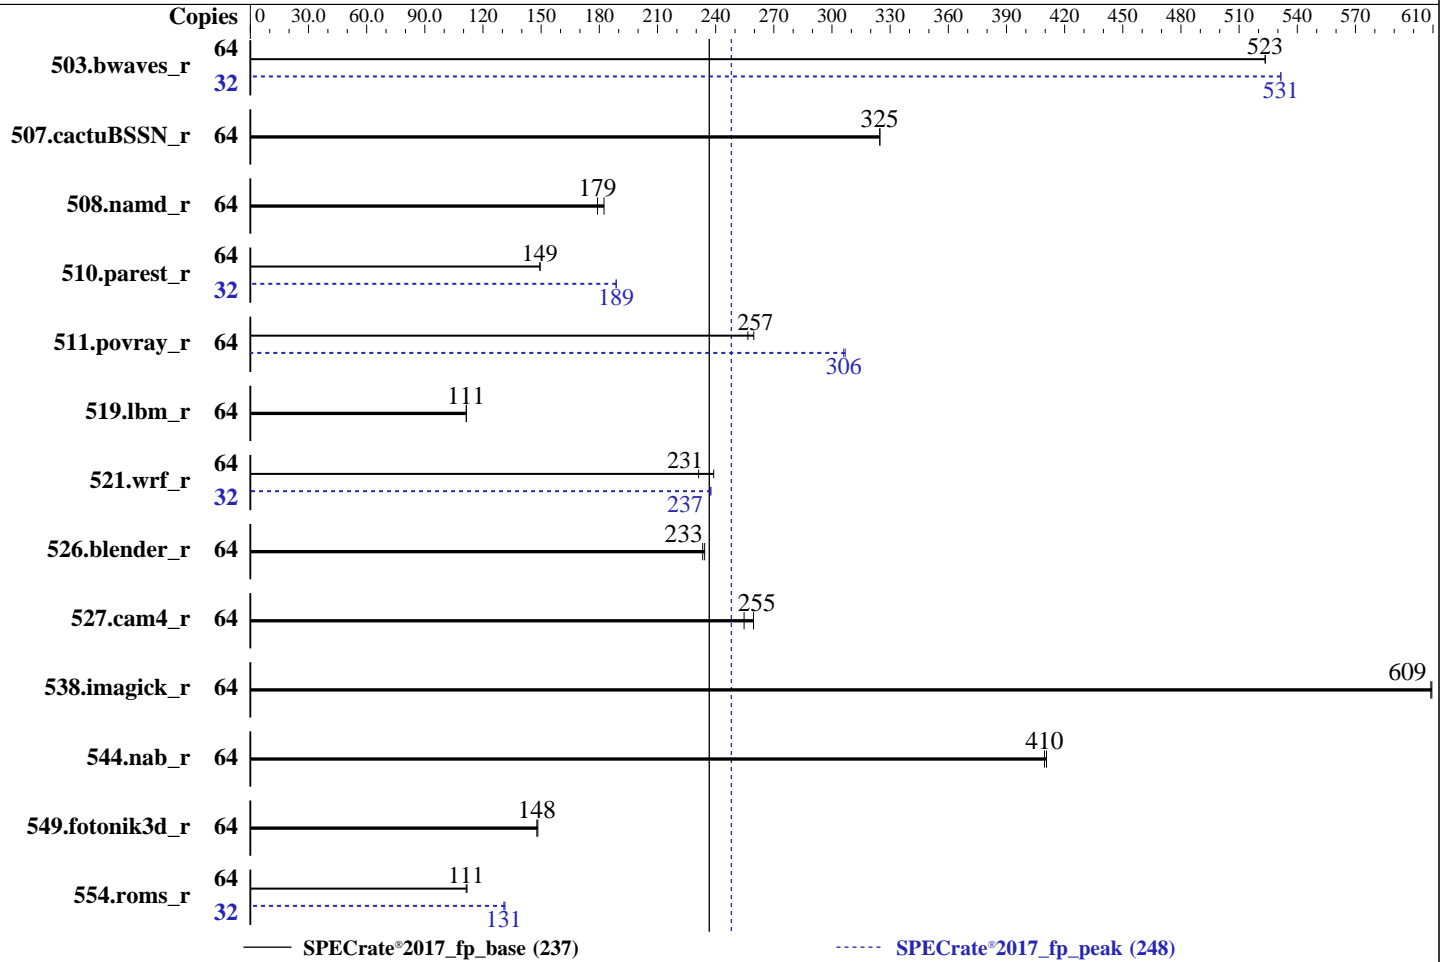 Copies 0 30.0 60.0 90.0 120 150 180 210 240 270 300 330 360 390 420 450 480 510 540 570 610
503.bwaves_r 64 523
32 531
507.cactuBSSN_r 64 325
508.namd_r 64 179
510.parest_r 64 149
32 189
511.povray_r 64 257
306
519.lbm_r 64 111
521.wrf_r 64 231
32 237
526.blender_r 64 233
527.cam4_r 64 255
538.imagick_r 64 609
544.nab_r 64 410
549.fotonik3d_r 64 148
554.roms_r 64 111
32 131
SPECrate®2017_fp_base (237) SPECrate®2017_fp_peak (248)